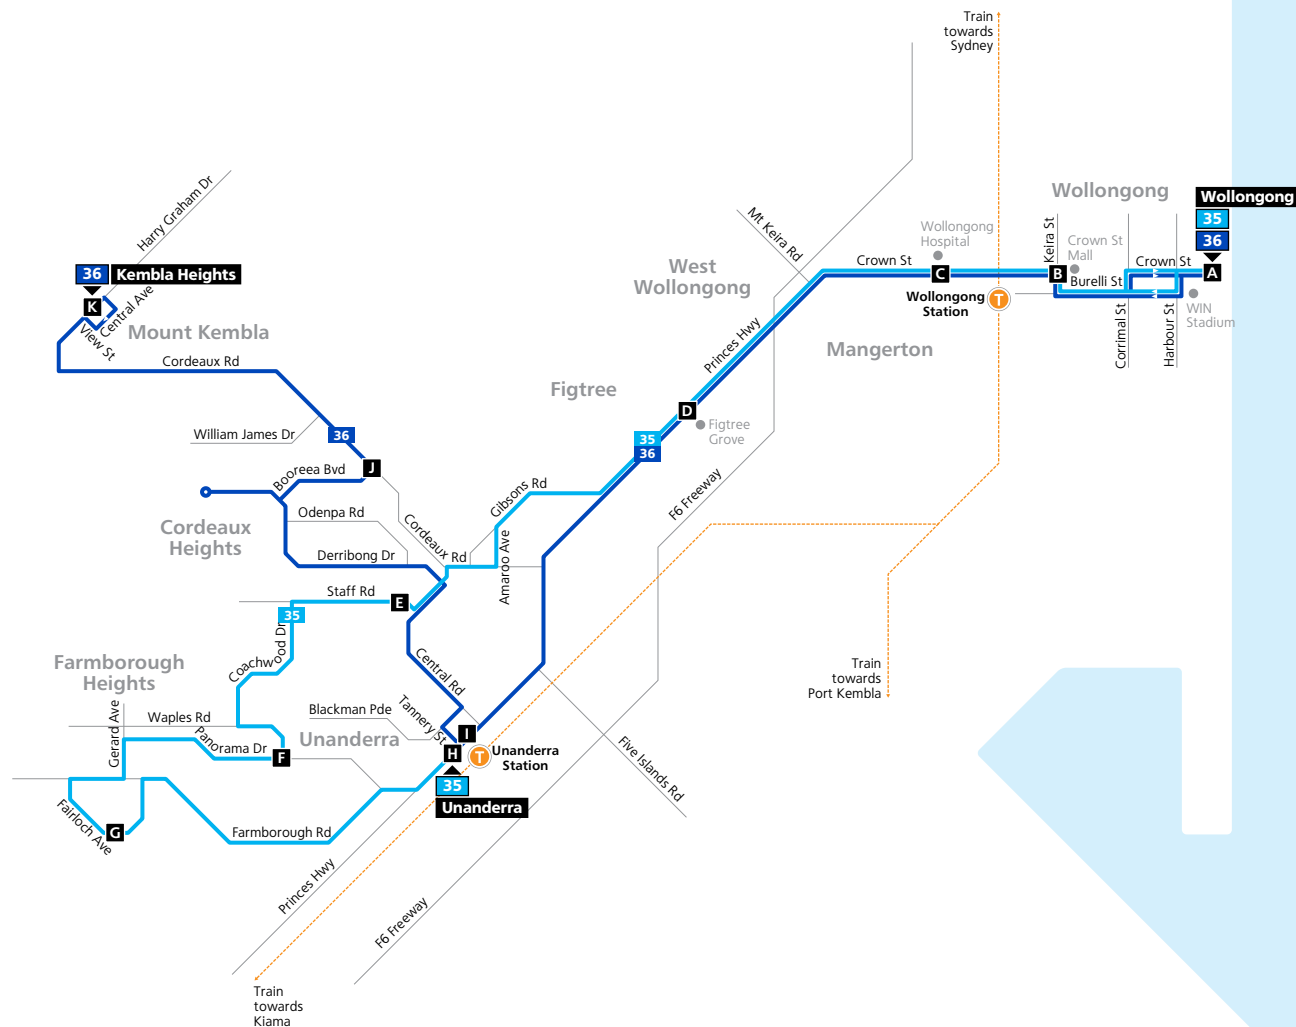 Train
towards
Sydney
Harry Graham Dr
Mt Keira Rd
Wollongong
Wollongong
35
36
Keira St
Wollongong
Hospital
Crown St
Mall
Crown St
Crown St
A
B
C
Burelli St
West
Wollongong
36
Kembla Heights
K
Central Ave
View St
Wollongong
Station
T
WIN
Stadium
Corrimal St
Harbour St
Mount Kembla
Princes Hwy
Mangerton
Cordeaux Rd
Figtree
D
Figtree
Grove
William James Dr
36
35
36
J
Booreea Bvd
Gibsons Rd
F6 Freeway
Cordeaux
Heights
Odenpa Rd
Cordeaux Rd
Derribong Dr
Amaroo Ave
Staff Rd
E
35
Coachwood Dr
Farmborough
Heights
Central Rd
Train
towards
Port Kembla
Gerard Ave
Waples Rd
Blackman Pde
Tannery St
Panorama Dr
Unanderra
F
I
H
T
Unanderra
Station
Five Islands Rd
35
Unanderra
Fairloch Ave
G
Farmborough Rd
Princes Hwy
F6 Freeway
Train
towards
Kiama